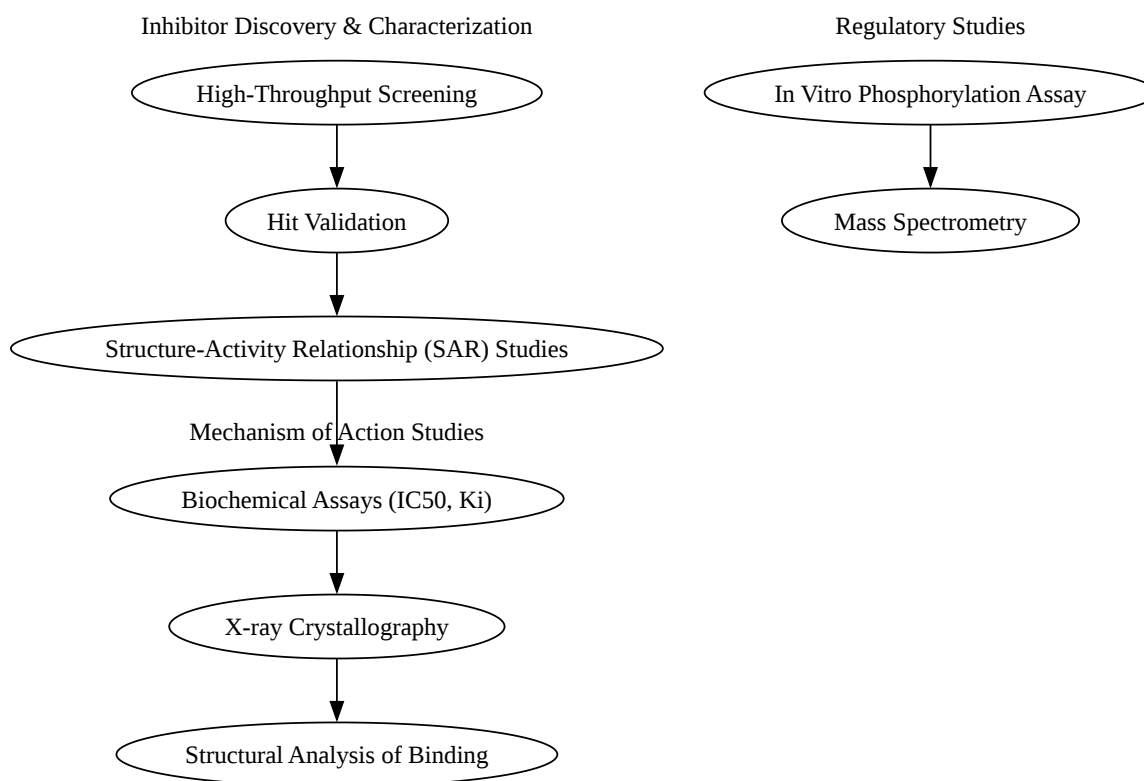 Inhibitor Discovery & Characterization
High-Throughput Screening
Hit Validation
Structure-Activity Relationship (SAR) Studies
Mechanism of Action Studies
Biochemical Assays (IC50, Ki)
X-ray Crystallography
Structural Analysis of Binding
Regulatory Studies
In Vitro Phosphorylation Assay
Mass Spectrometry